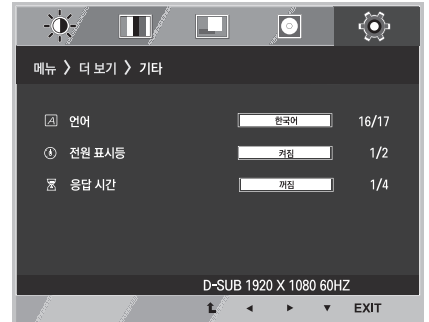 메뉴 > 더 보기 > 기타
언어 한국어 16/17
전원 표시등 켜짐 1/2
응답 시간 꺼짐 1/4
D-SUB 1920 X 1080 60HZ
EXIT